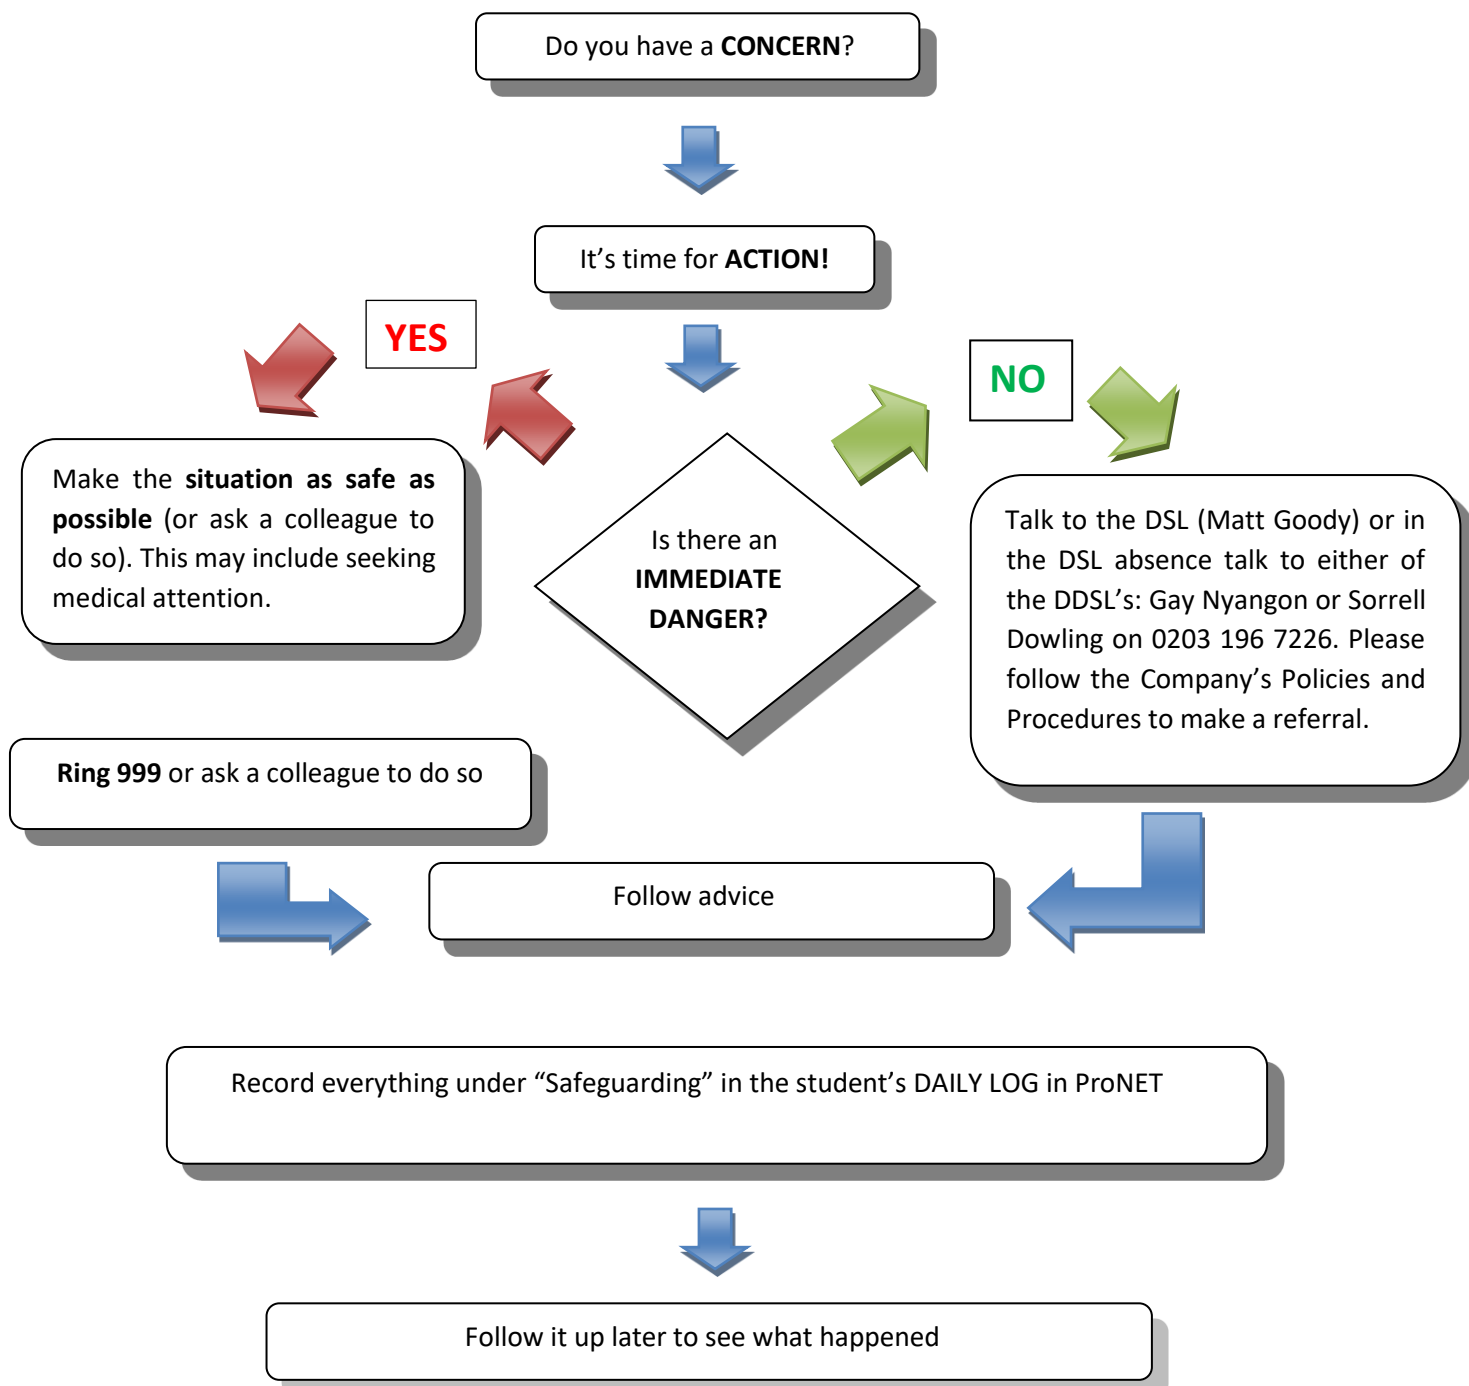 Do you have a CONCERN?
It’s time for ACTION!
YES
NO
Make the situation as safe as
possible (or ask a colleague to
do so). This may include seeking
medical attention.
Is there an
IMMEDIATE
DANGER?
Talk to the DSL (Matt Goody) or in
the DSL absence talk to either of
the DDSL’s: Gay Nyangon or Sorrell
Dowling on 0203 196 7226. Please
follow the Company’s Policies and
Procedures to make a referral.
Ring 999 or ask a colleague to do so
Follow advice
Record everything under “Safeguarding” in the student’s DAILY LOG in ProNET
Follow it up later to see what happened